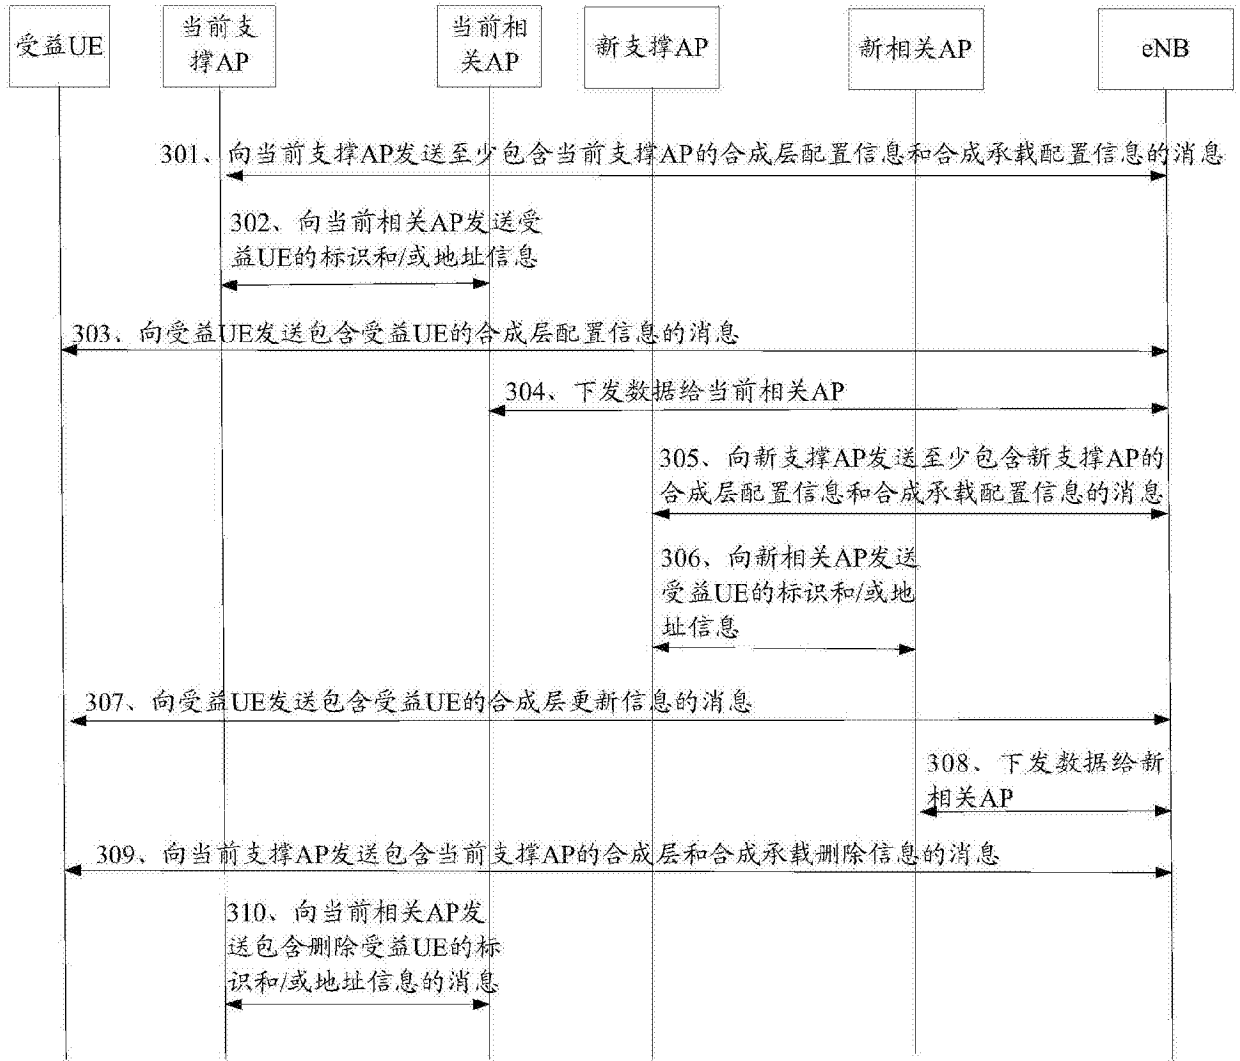 受益UE
当前支
撑AP
当前相
关AP
新支撑AP
新相关AP
eNB
301、向当前支撑AP发送至少包含当前支撑AP的合成层配置信息和合成承载配置信息的消息
302、向当前相关AP发送受
益UE的标识和/或地址信息
303、向受益UE发送包含受益UE的合成层配置信息的消息
304、下发数据给当前相关AP
305、向新支撑AP发送至少包含新支撑AP的
合成层配置信息和合成承载配置信息的消息
306、向新相关AP发送
受益UE的标识和/或地
址信息
307、向受益UE发送包含受益UE的合成层更新信息的消息
308、下发数据给新
相关AP
309、向当前支撑AP发送包含当前支撑AP的合成层和合成承载删除信息的消息
310、向当前相关AP发
送包含删除受益UE的标
识和/或地址信息的消息